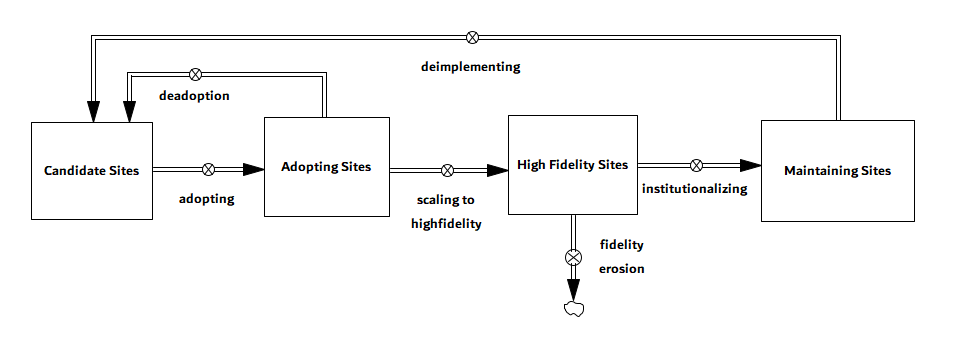 deimplementing
deadoption
Candidate Sites
adopting
Adopting Sites
scaling to
highfidelity
High Fidelity Sites
institutionalizing
Maintaining Sites
fidelity
erosion